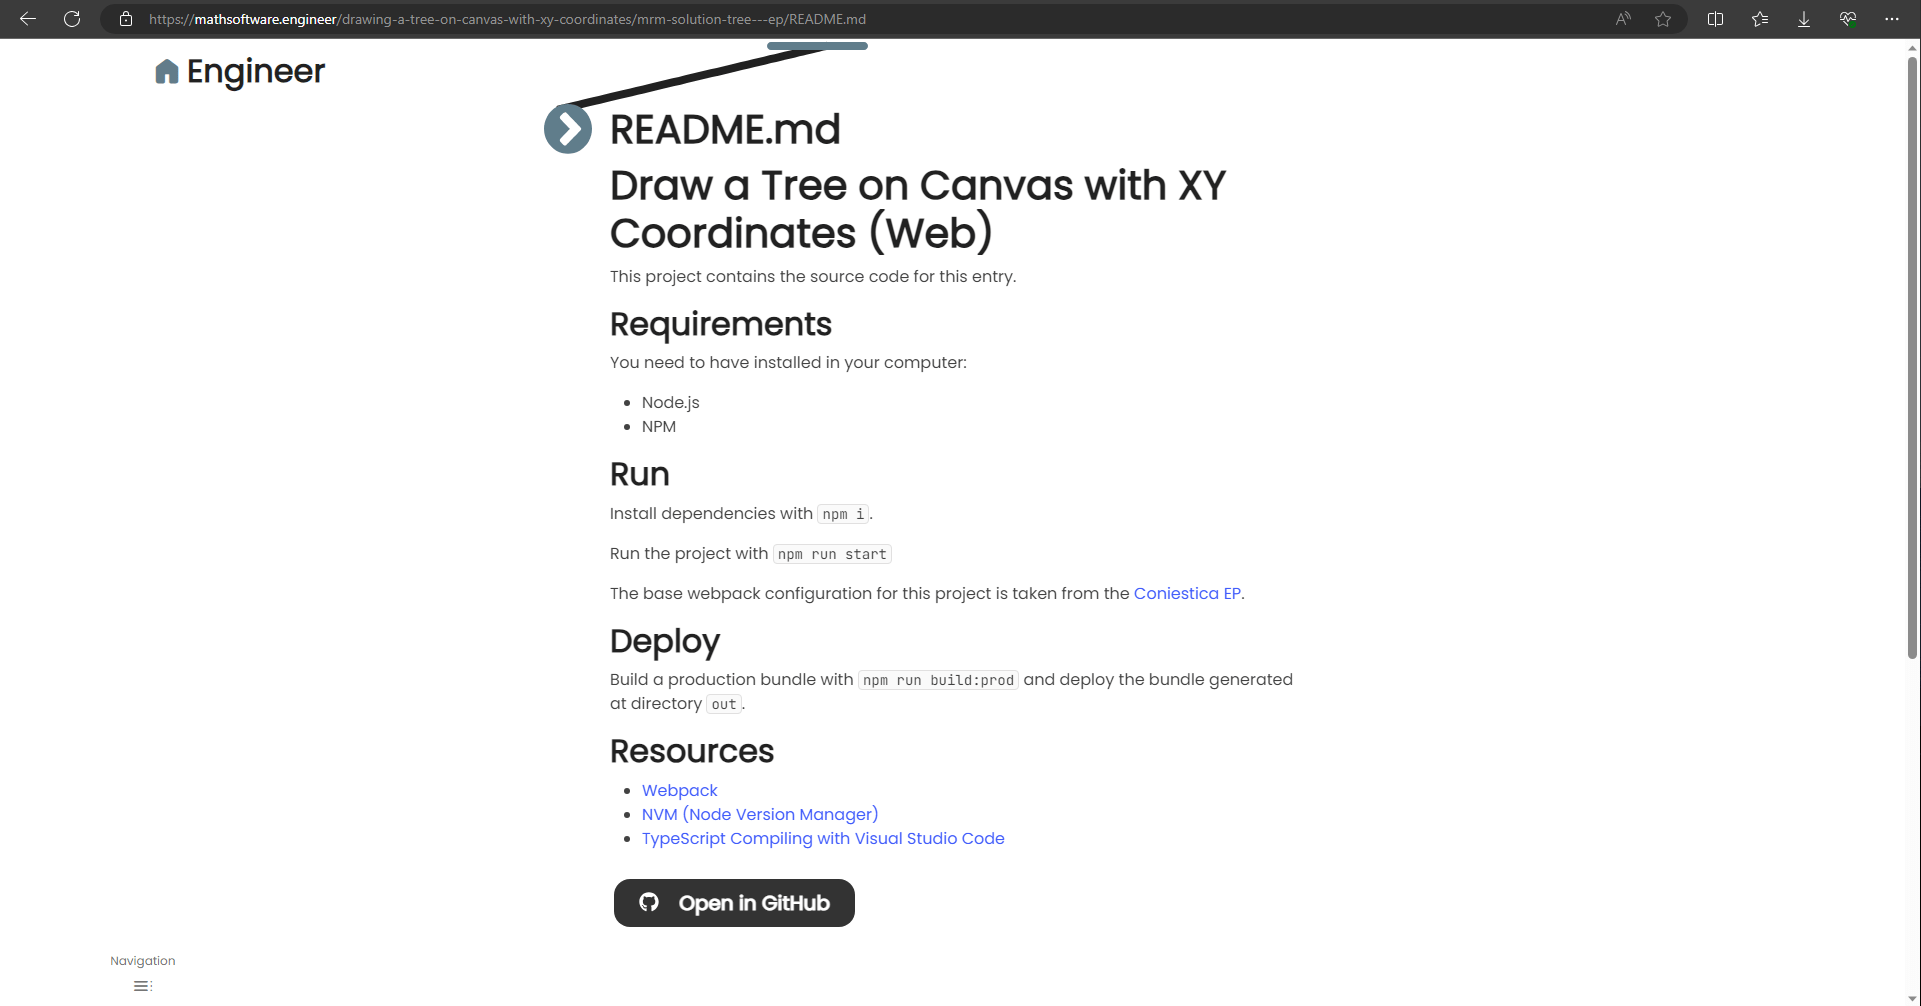 https://mathsoftware.engineer/drawing-a-tree-on-canvas-with-xy-coordinates/mrm-solution-tree---ep/README.md
Engineer
README.md
Draw a Tree on Canvas with XY
Coordinates (Web)
This project contains the source code for this entry.
Requirements
You need to have installed in your computer:
Node.js
NPM
Run
Install dependencies with npm i.
Run the project with npm run start
The base webpack configuration for this project is taken from the Coniestica EP.
Deploy
Build a production bundle with npm run build:prod and deploy the bundle generated
at directory out.
Resources
Webpack
NVM (Node Version Manager)
TypeScript Compiling with Visual Studio Code
Open in GitHub
Navigation